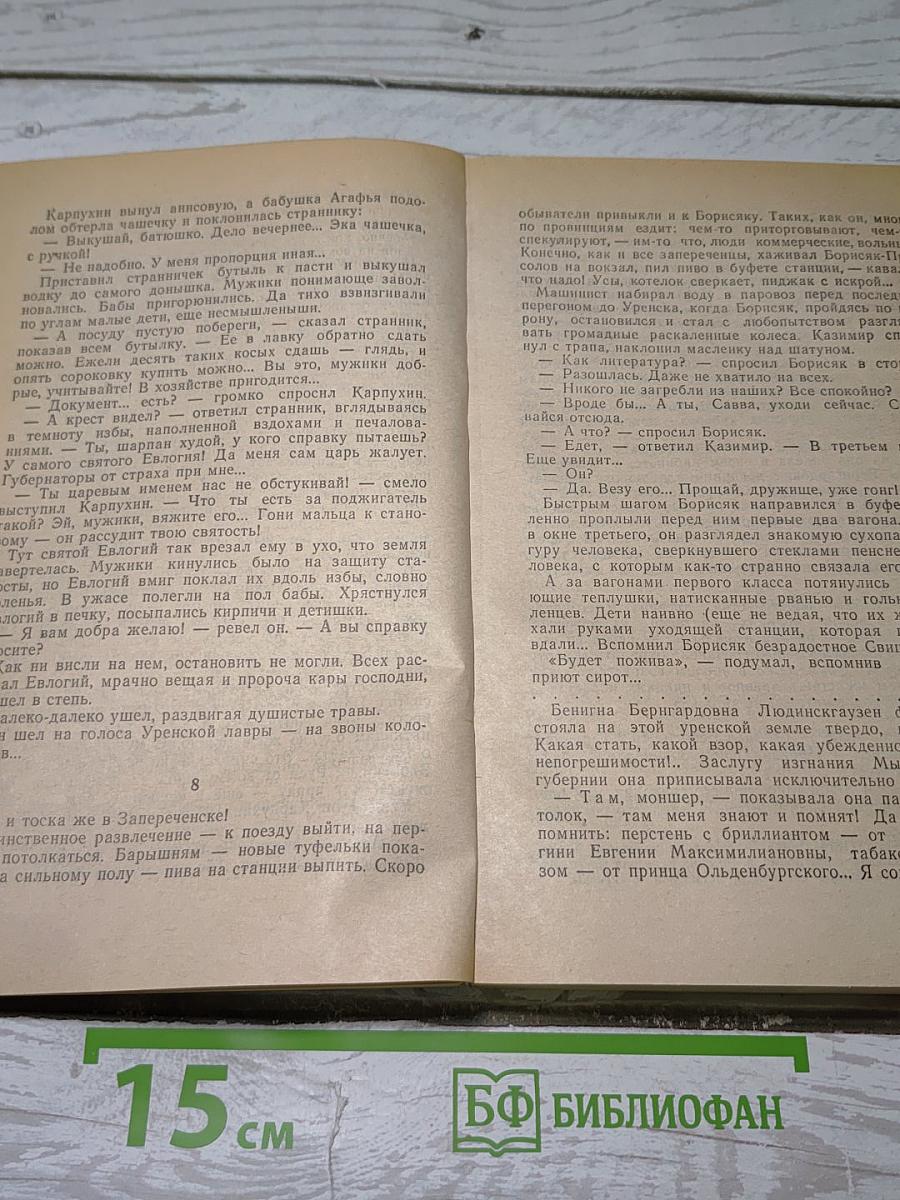 Карпухин вынул анисовую, а бабушка Агафья подо-
лом обтерла чашечку и поклонилась страннику:
— Выкушай, батюшко. Дело вечернее... Эка чашечка,
с ручкой!
— Не надобно. У меня пропорция иная...
Приставил странничек бутыль к пасти и выкушал
водку до самого донышка. Мужики понимающе завол-
новались. Бабы пригорюнились. Да тихо взвизгивали
по углам малые дети, еще несмышленыши.
— А посуду пустую побереги, — сказал странник,
показав всем бутылку. — Ее в лавку обратно сдать
можно. Ежели десять таких косых сдашь — глядь, и
опять сороковку купить можно... Вы это, мужики доб-
рые, учитывайте! В хозяйстве пригодится...
— Документ... есть? — громко спросил Карпухин.
— А крест видел? — ответил странник, вглядываясь
в темноту избы, наполненной вздохами и печалова-
ниями. — Ты, шарпан худой, у кого справку пытаешь?
У самого святого Евлогия! Да меня сам царь жалует.
Губернаторы от страха при мне...
— Ты царевым именем нас не обстукивай! — смело
выступил Карпухин. — Что ты есть за поджигатель
такой? Эй, мужики, вяжите его... Гони мальца к стано-
вому — он рассудит твою святость!
Тут святой Евлогий так врезал ему в ухо, что земля
авертелась. Мужики кинулись было на защиту ста-
осты, но Евлогий вмиг поклал их вдоль избы, словно
оленья. В ужасе полегли на пол бабы. Хрястнулся
влогий в печку, посыпались кирпичи и детишки.
— Я вам добра желаю! — ревел он. — А вы справку
осите?
Как ни висли на нем, остановить не могли. Всех рас-
ал Евлогий, мрачно вещая и пророча кары господни,
шел в степь.
алеко-далеко ушел, раздвигая душистые травы.
н шел на голоса Уренской лавры — на звоны коло-
в...
8
и тоска же в Запереченске!
инственное развлечение — к поезду выйти, на пер-
потолкаться. Барышням — новые туфельки пока-
а сильному полу — пива на станции выпить. Скоро
обыватели привыкли и к Борисяку. Таких, как он, мног
по провинциям ездит: чем-то приторговывают, чем-
спекулируют, — им-то что, люди коммерческие, вольны
Конечно, как и все запереченцы, хаживал Борисяк-П
солов на вокзал, пил пиво в буфете станции, — кавал
что надо! Усы, котелок сверкает, пиджак с искрой...
Машинист набирал воду в паровоз перед послед
перегоном до Уренска, когда Борисяк, пройдясь по
рону, остановился и стал с любопытством разгля
вать громадные раскаленные колеса. Казимир сп
нул с трапа, наклонил масленку над шатуном.
— Как литература? — спросил Борисяк в сто
— Разошлась. Даже не хватило на всех.
— Никого не загребли из наших? Все спокойно?
— Вроде бы... А ты, Савва, уходи сейчас. С
вайся отсюда.
— А что? — спросил Борисяк.
— Едет, — ответил Казимир. — В третьем
Еще увидит...
— Он?
— Да. Везу его... Прощай, дружище, уже гонг!
Быстрым шагом Борисяк направился в буфе
ленно проплыли перед ним первые два вагона
в окне третьего, он разглядел знакомую сухопа
гуру человека, сверкнувшего стеклами пенсне
ловека, с которым как-то странно связала его
А за вагонами первого класса потянулись
ющие теплушки, натисканные рванью и голь
ленцев. Дети наивно (еще не ведая, что их ж
хали руками уходящей станции, которая
вдали... Вспомнил Борисяк безрадостное Свищ
«Будет пожива», — подумал, вспомнив
приют сирот...
. . . . . . . . . . . . . . . . . . .
Бенигна Бернгардовна Людинскгаузен ф
стояла на этой уренской земле твердо,
Какая стать, какой взор, какая убежденно
непогрешимости!.. Заслугу изгнания Мы
губернии она приписывала исключительно
— Там, моншер, — показывала она па
толок, — там меня знают и помнят! Да
помнить: перстень с бриллиантом — от
гини Евгении Максимилиановны, табак
зом — от принца Ольденбургского... Я со
15 см
БФ БИБЛИОФАН